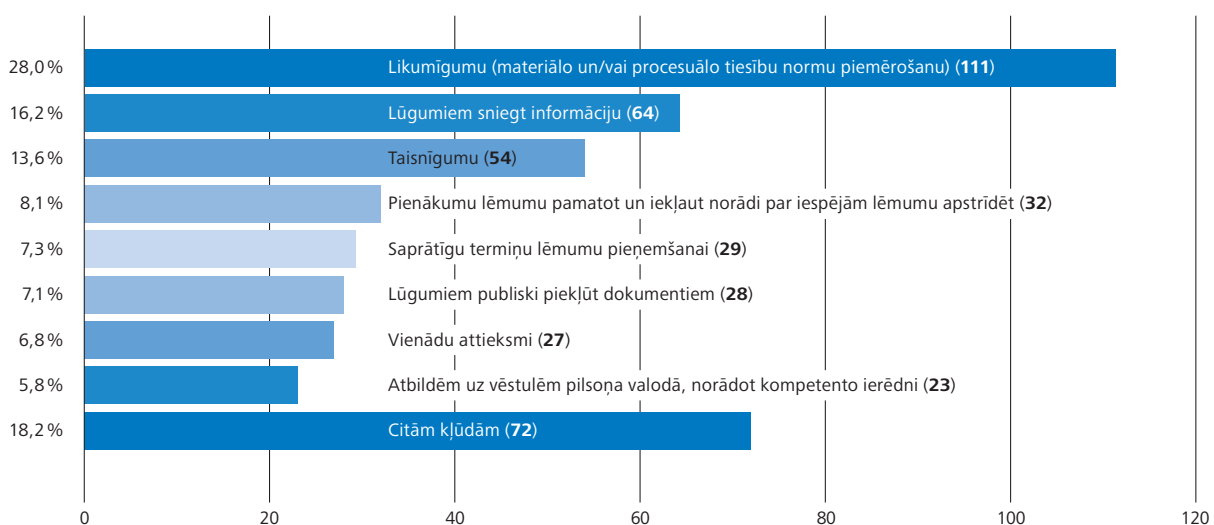 28,0 % Likumīgumu (materiālo un/vai procesuālo tiesību normu piemērošanu) (111)
16,2 % Lūgumiem sniegt informāciju (64)
13,6 % Taisnīgumu (54)
8,1 % Pienākumu lēmumu pamatot un iekļaut norādi par iespējām lēmumu apstrīdēt (32)
7,3 % Saprātīgu termiņu lēmumu pieņemšanai (29)
7,1 % Lūgumiem publiski piekļūt dokumentiem (28)
6,8 % Vienādu attieksmi (27)
5,8 % Atbildēm uz vēstulēm pilsoņa valodā, norādot kompetento ierēdni (23)
18,2 % Citām kļūdām (72)
0 20 40 60 80 100 120